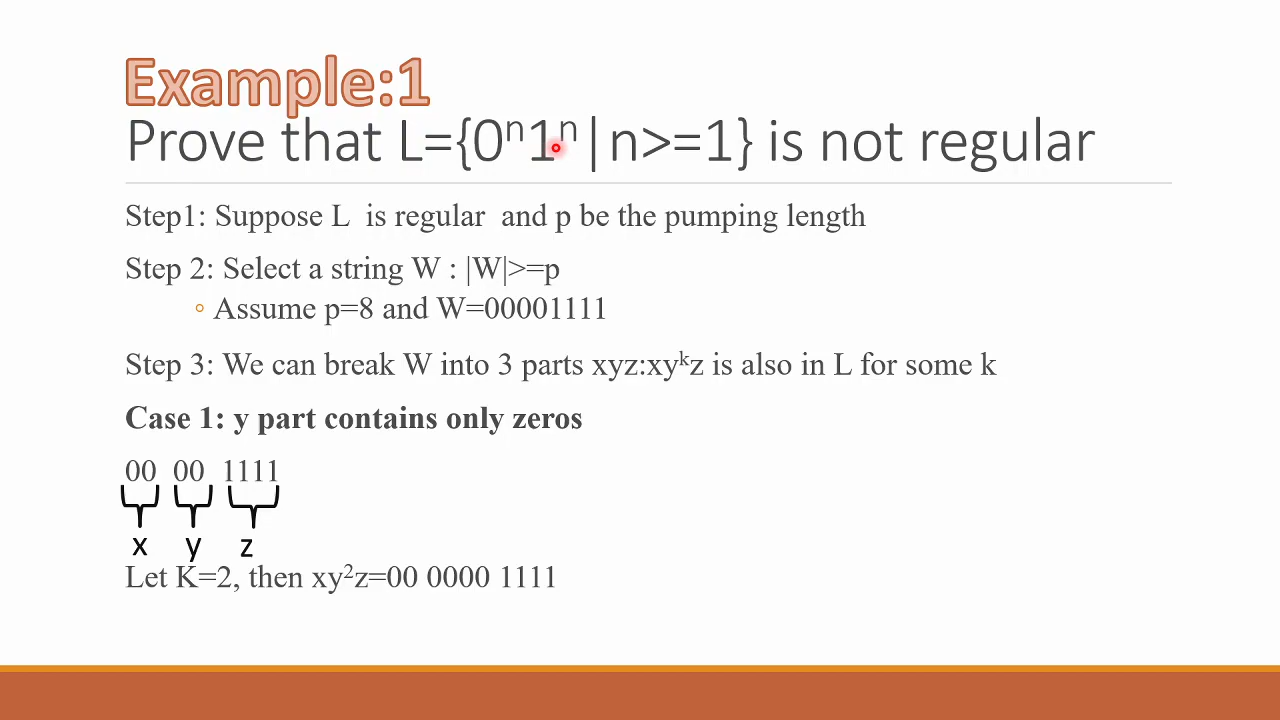 Example:1
Prove that L={0ⁿ1ⁿ|n>=1} is not regular
Step1: Suppose L is regular and p be the pumping length
Step 2: Select a string W : |W|>=p
Assume p=8 and W=00001111
Step 3: We can break W into 3 parts xyz:xyᵏz is also in L for some k
Case 1: y part contains only zeros
00 00 1111
x y z
Let K=2, then xy²z=00 0000 1111